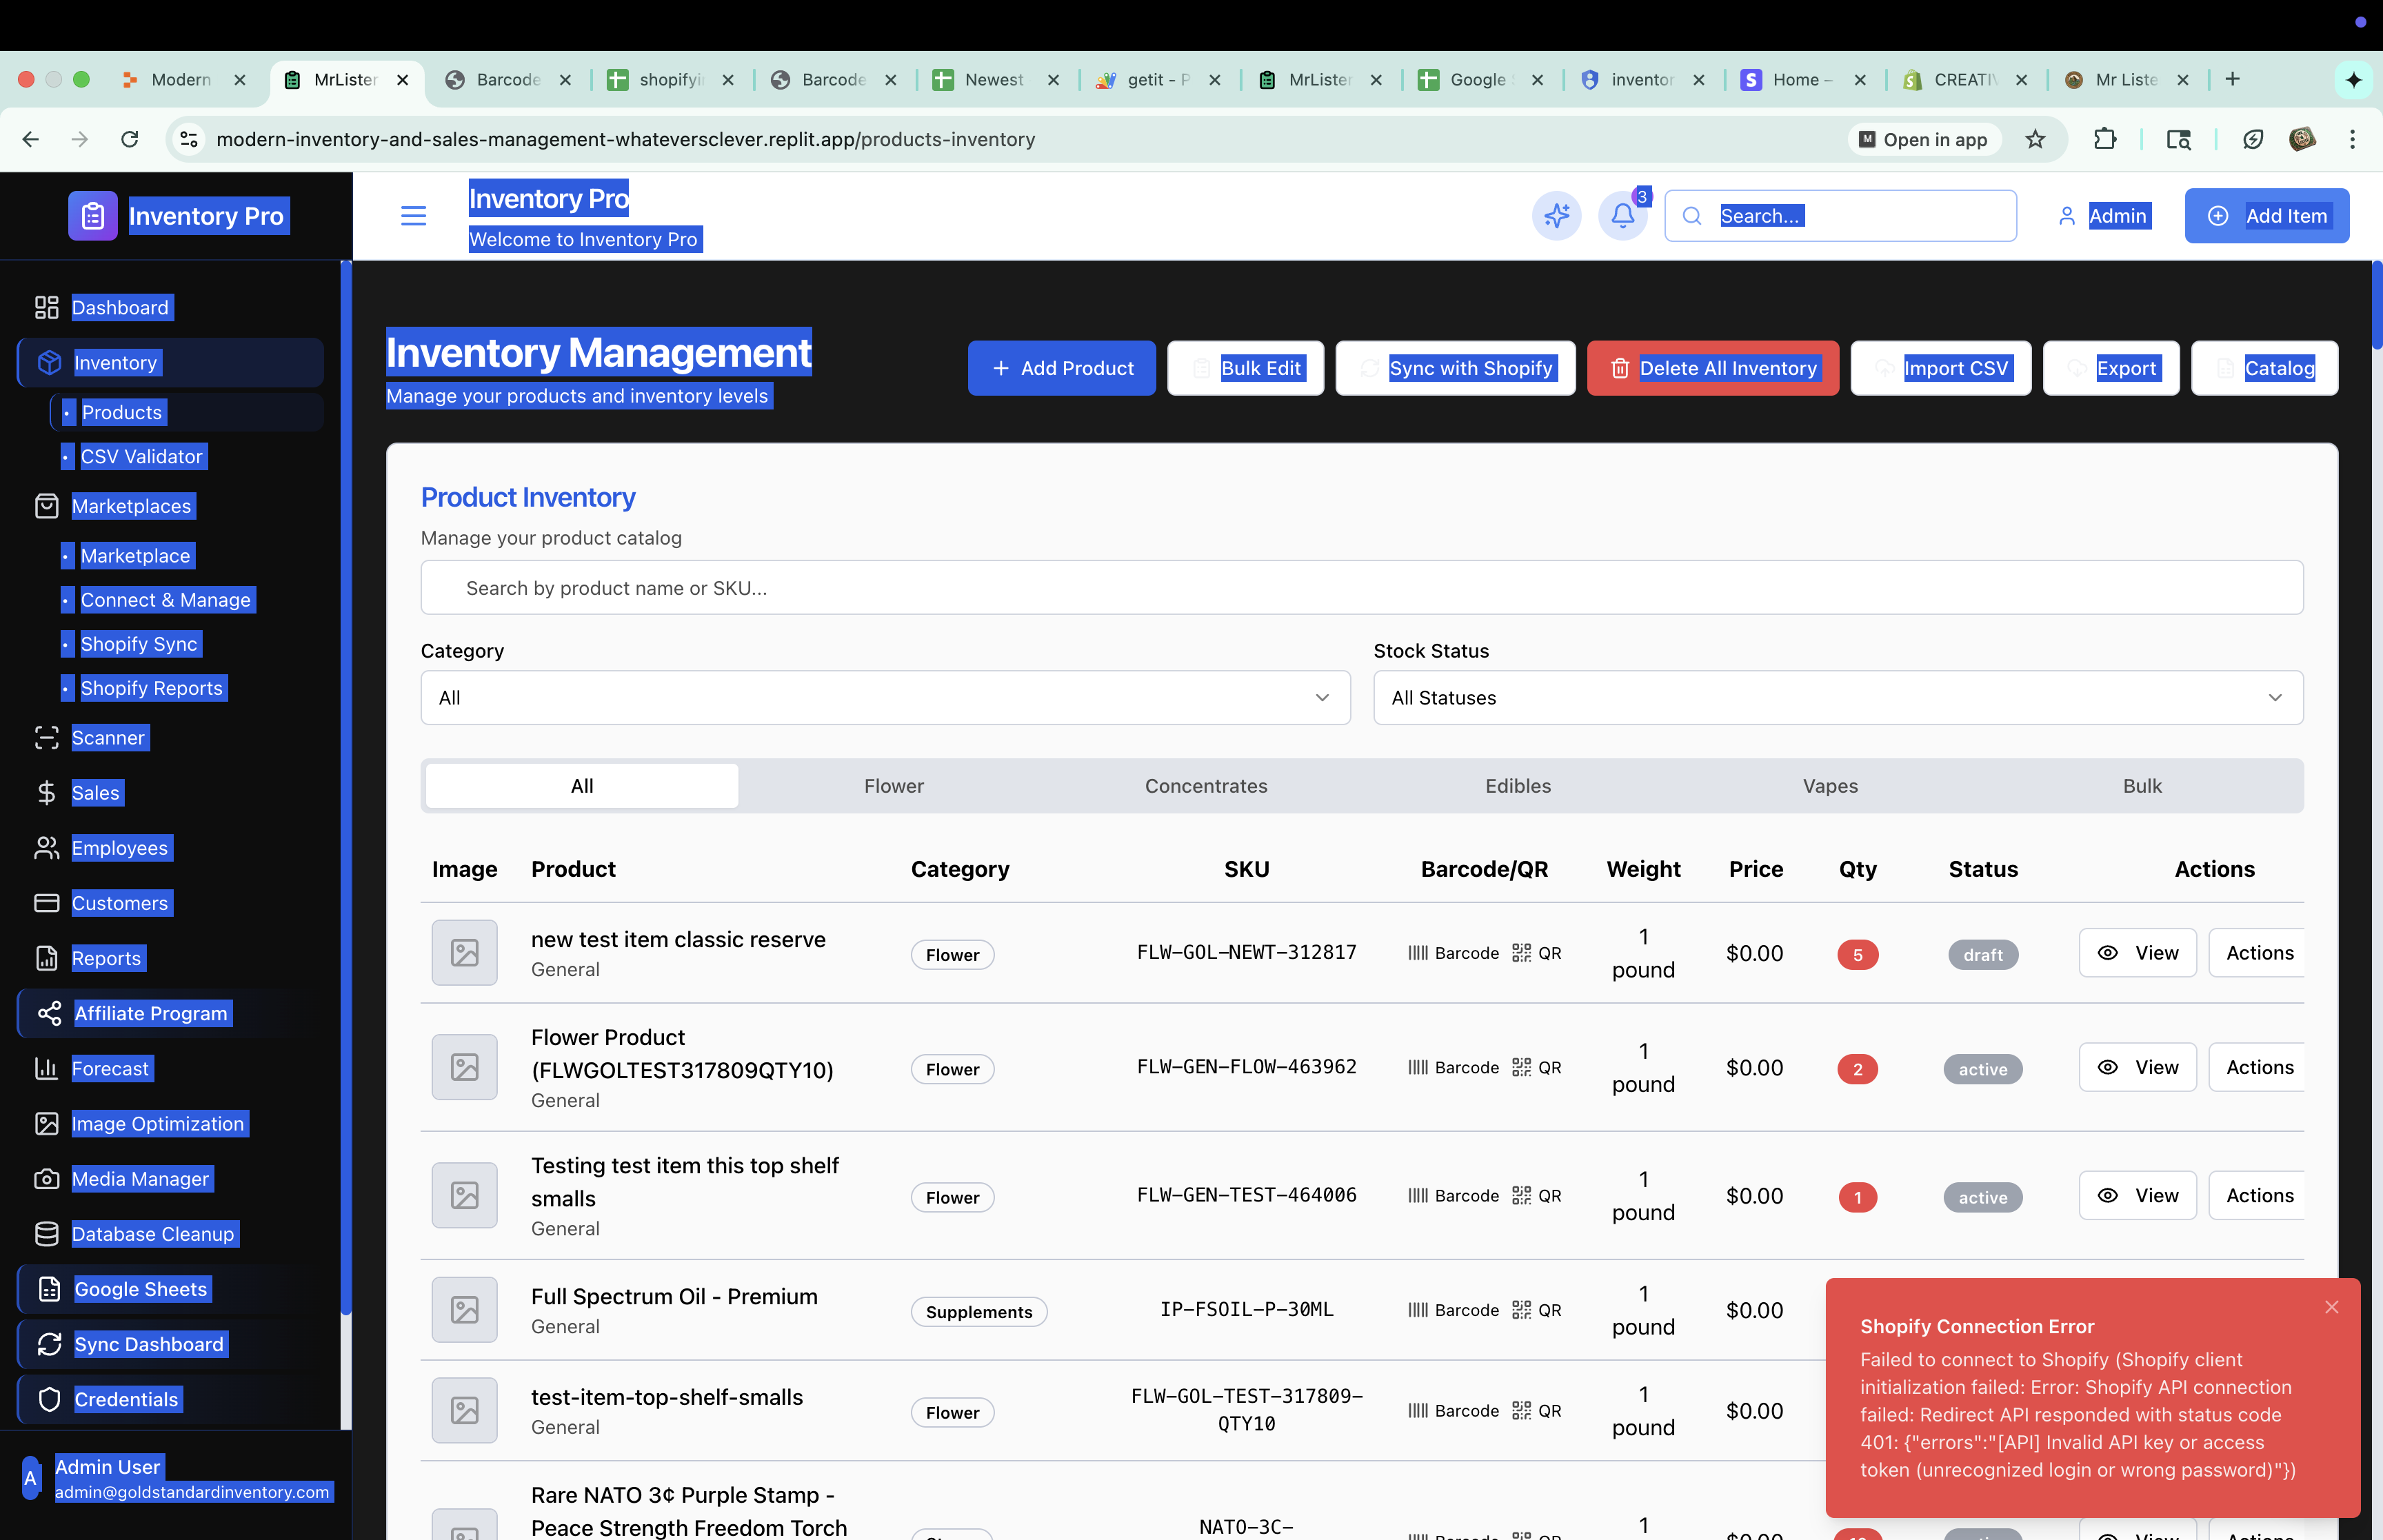 Modern
MrLister
Barcode
shopifyi
Barcode
Newest
getit - P
MrLister
Google S
inventor
Home –
CREATIV
Mr Liste
modern-inventory-and-sales-management-whateversclever.replit.app/products-inventory
M Open in app
Inventory Pro
Inventory Pro
Welcome to Inventory Pro
3
Search...
Admin
Add Item
Dashboard
Inventory
• Products
• CSV Validator
Marketplaces
• Marketplace
• Connect & Manage
• Shopify Sync
• Shopify Reports
Scanner
Sales
Employees
Customers
Reports
Affiliate Program
Forecast
Image Optimization
Media Manager
Database Cleanup
Google Sheets
Sync Dashboard
Credentials
A
Admin User
admin@goldstandardinventory.com
Inventory Management
Manage your products and inventory levels
Add Product
Bulk Edit
Sync with Shopify
Delete All Inventory
Import CSV
Export
Catalog
Product Inventory
Manage your product catalog
Search by product name or SKU...
Category
Stock Status
All
All Statuses
All Flower Concentrates Edibles Vapes Bulk
Image Product Category SKU Barcode/QR Weight Price Qty Status Actions
new test item classic reserve
General
Flower
FLW-GOL-NEWT-312817
Barcode QR
1
pound
$0.00
5
draft
View
Actions
Flower Product
(FLWGOLTEST317809QTY10)
General
Flower
FLW-GEN-FLOW-463962
Barcode QR
1
pound
$0.00
2
active
View
Actions
Testing test item this top shelf
smalls
General
Flower
FLW-GEN-TEST-464006
Barcode QR
1
pound
$0.00
1
active
View
Actions
Full Spectrum Oil - Premium
General
Supplements
IP-FSOIL-P-30ML
Barcode QR
1
pound
$0.00
test-item-top-shelf-smalls
General
Flower
FLW-GOL-TEST-317809-
QTY10
Barcode QR
1
pound
$0.00
Rare NATO 3¢ Purple Stamp -
Peace Strength Freedom Torch
NATO-3C-
1
Shopify Connection Error
Failed to connect to Shopify (Shopify client
initialization failed: Error: Shopify API connection
failed: Redirect API responded with status code
401: {"errors":"[API] Invalid API key or access
token (unrecognized login or wrong password)"})